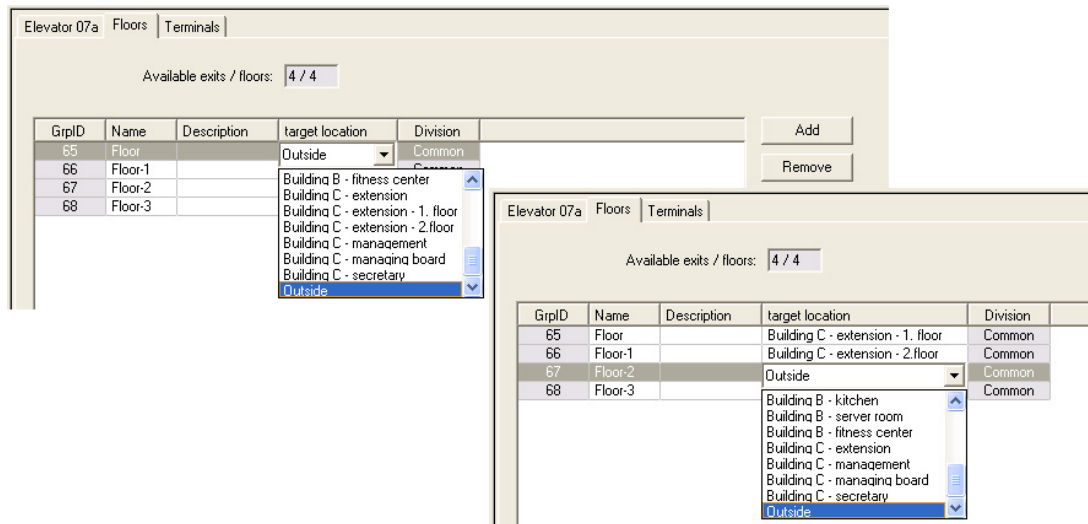 Elevator 07a Floors Terminals
Available exits / floors: 4 / 4
GrpID Name Description target location Division
65 Floor Outside Common
66 Floor-1 Common
67 Floor-2
68 Floor-3
Building B - fitness center
Building C - extension
Building C - extension - 1. floor
Building C - extension - 2.floor
Building C - management
Building C - managing board
Building C - secretary
Outside
Add
Remove
Elevator 07a Floors Terminals
Available exits / floors: 4 / 4
GrpID Name Description target location Division
65 Floor Building C - extension - 1. floor Common
66 Floor-1 Building C - extension - 2.floor Common
67 Floor-2 Outside Common
68 Floor-3 Common
Building B - kitchen
Building B - server room
Building B - fitness center
Building C - extension
Building C - management
Building C - managing board
Building C - secretary
Outside